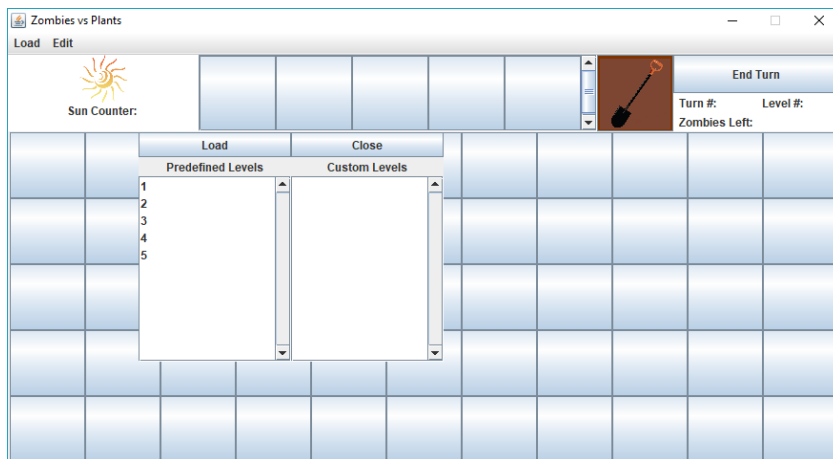 Zombies vs Plants
Load Edit
Sun Counter:
End Turn
Turn #: Level #:
Zombies Left:
Load Close
Predefined Levels Custom Levels
1
2
3
4
5